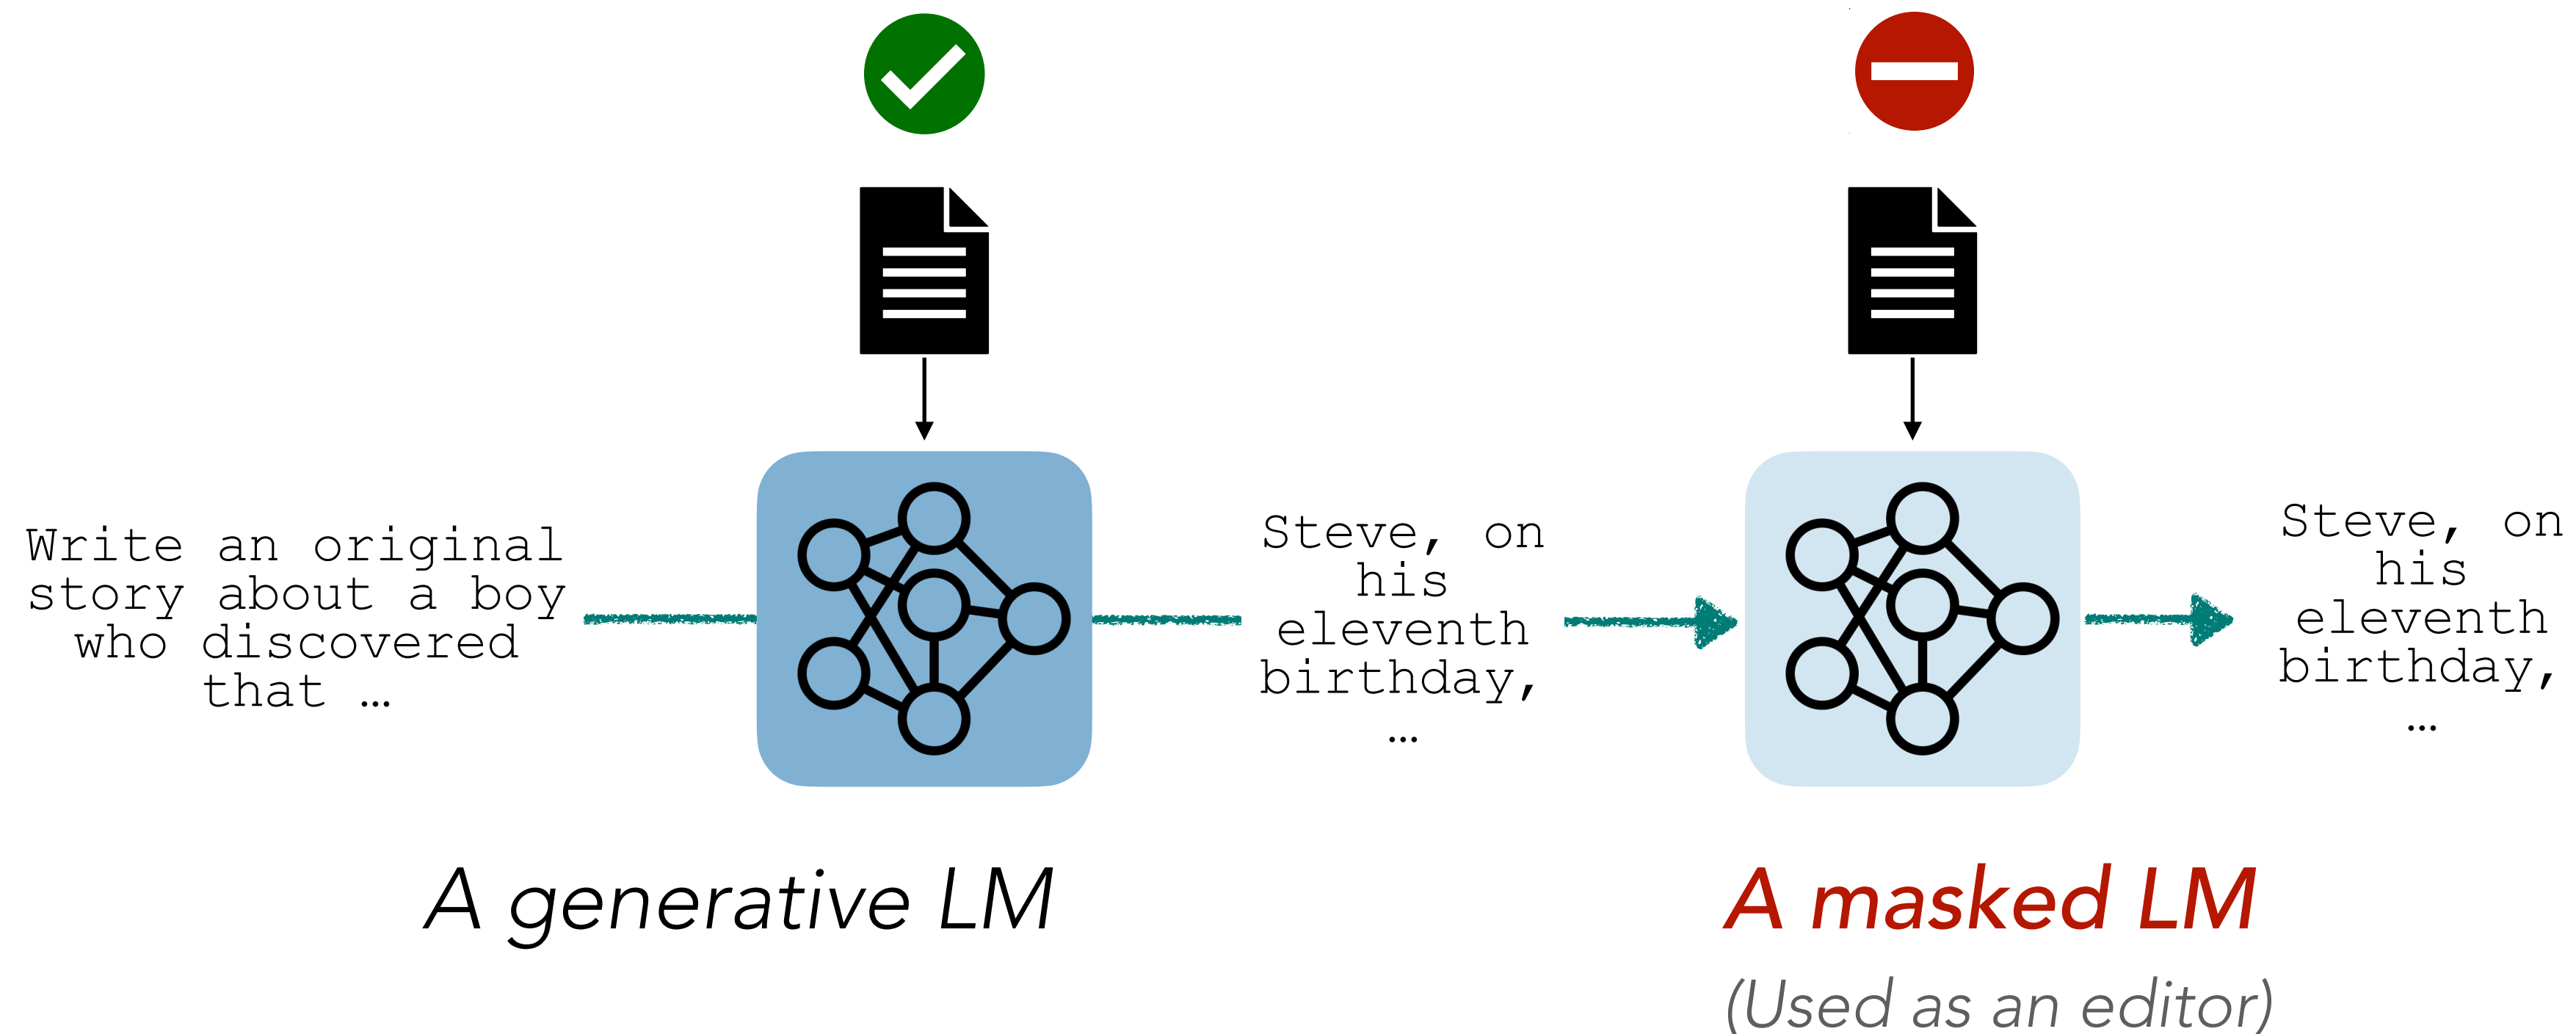 Write an original
story about a boy
who discovered
that …
Steve, on
his
eleventh
birthday,
…
Steve, on
his
eleventh
birthday,
…
A generative LM
A masked LM
(Used as an editor)